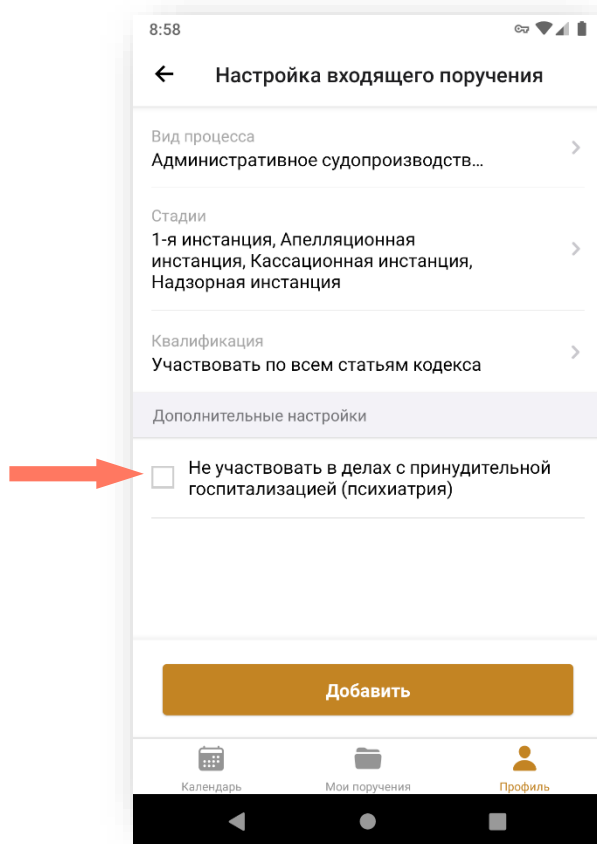 8:58
Настройка входящего поручения
Вид процесса
Административное судопроизводств...
Стадии
1-я инстанция, Апелляционная
инстанция, Кассационная инстанция,
Надзорная инстанция
Квалификация
Участвовать по всем статьям кодекса
Дополнительные настройки
Не участвовать в делах с принудительной
госпитализацией (психиатрия)
Добавить
Календарь Мои поручения Профиль